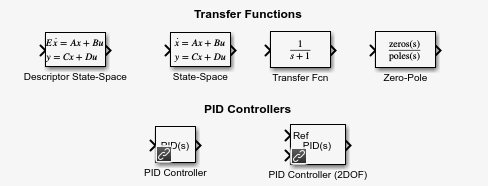 Transfer Functions
Eẋ = Ax + Bu
y = Cx + Du
ẋ = Ax + Bu
y = Cx + Du
1
s + 1
zeros(s)
poles(s)
Descriptor State-Space
State-Space
Transfer Fcn
Zero-Pole
PID Controllers
PID(s)
Ref
PID(s)
PID Controller
PID Controller (2DOF)